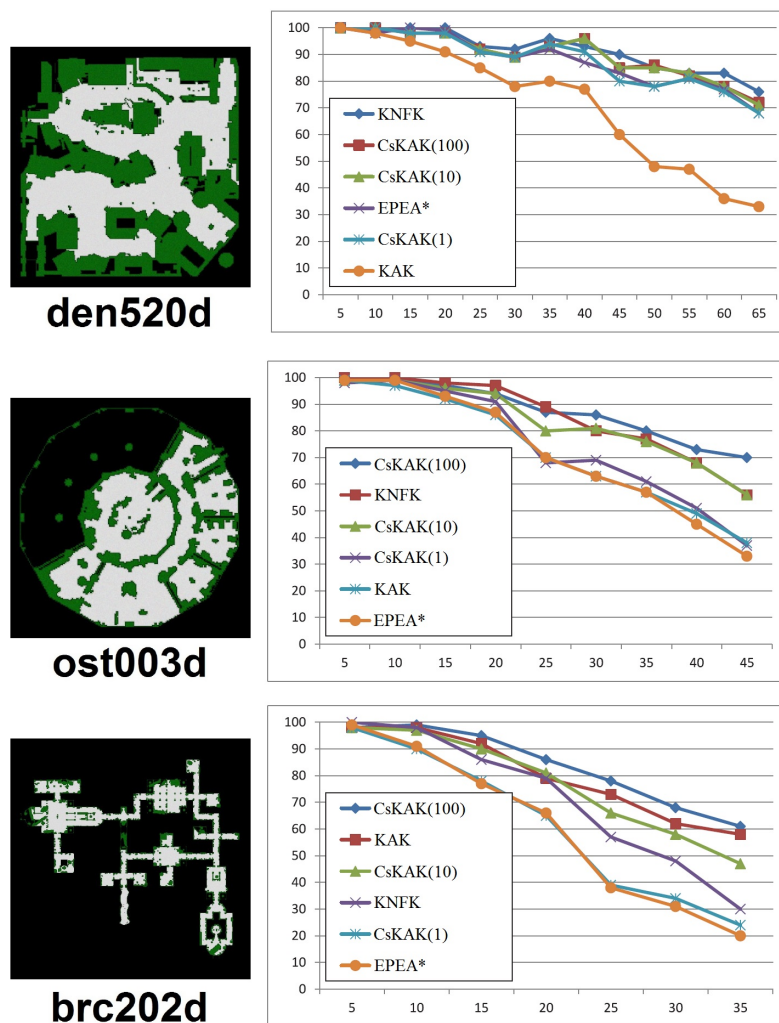 100
90
80
70
60
50
40
30
20
10
0
KNFK
CsKAK(100)
CsKAK(10)
EPEA*
CsKAK(1)
KAK
5 10 15 20 25 30 35 40 45 50 55 60 65
den520d
100
90
80
70
60
50
40
30
20
10
0
CsKAK(100)
KNFK
CsKAK(10)
CsKAK(1)
KAK
EPEA*
5 10 15 20 25 30 35 40 45
ost003d
100
90
80
70
60
50
40
30
20
10
0
CsKAK(100)
KAK
CsKAK(10)
KNFK
CsKAK(1)
EPEA*
5 10 15 20 25 30 35
brc202d